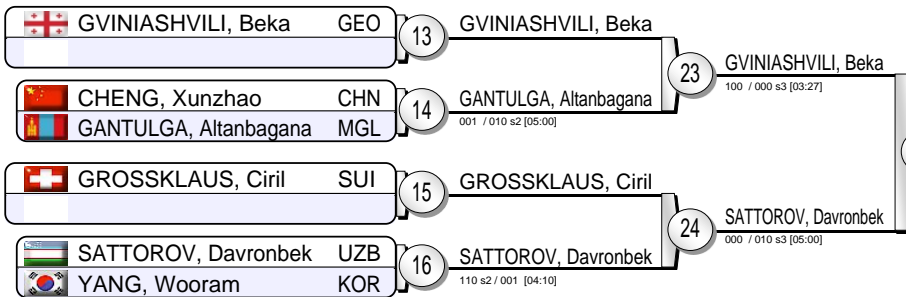 GVINIASHVILI, Beka GEO
13
GVINIASHVILI, Beka
CHENG, Xunzhao CHN
GANTULGA, Altanbagana MGL
14
GANTULGA, Altanbagana
001 / 010 s2 [05:00]
23
GVINIASHVILI, Beka
100 / 000 s3 [03:27]
GROSSKLAUS, Ciril SUI
15
GROSSKLAUS, Ciril
SATTOROV, Davronbek UZB
YANG, Wooram KOR
16
SATTOROV, Davronbek
110 s2 / 001 [04:10]
24
SATTOROV, Davronbek
000 / 010 s3 [05:00]